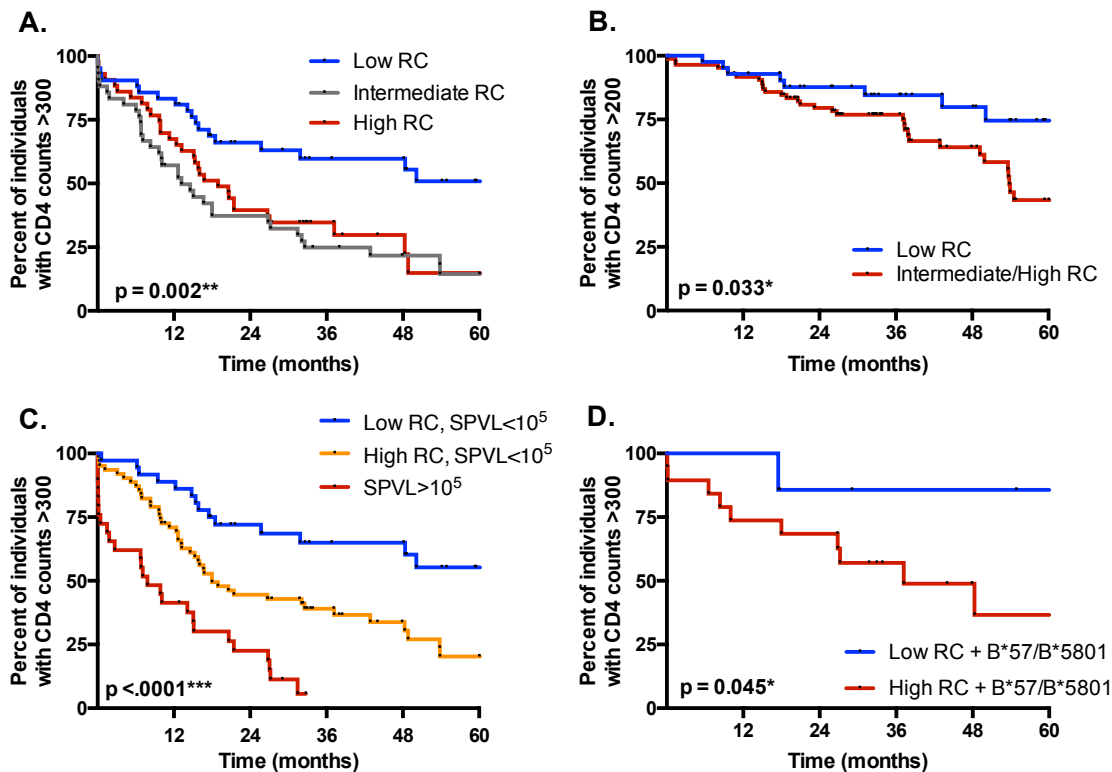 A.
Percent of individuals
with CD4 counts >300
100
75
50
25
0
Low RC
Intermediate RC
High RC
p = 0.002**
12 24 36 48 60
Time (months)
B.
Percent of individuals
with CD4 counts >200
100
75
50
25
0
Low RC
Intermediate/High RC
p = 0.033*
12 24 36 48 60
Time (months)
C.
Percent of individuals
with CD4 counts >300
Low RC, SPVL<10⁵
High RC, SPVL<10⁵
SPVL>10⁵
100
75
50
25
0
p <.0001***
12 24 36 48 60
Time (months)
D.
Percent of individuals
with CD4 counts >300
100
75
50
25
0
Low RC + B*57/B*5801
High RC + B*57/B*5801
p = 0.045*
12 24 36 48 60
Time (months)